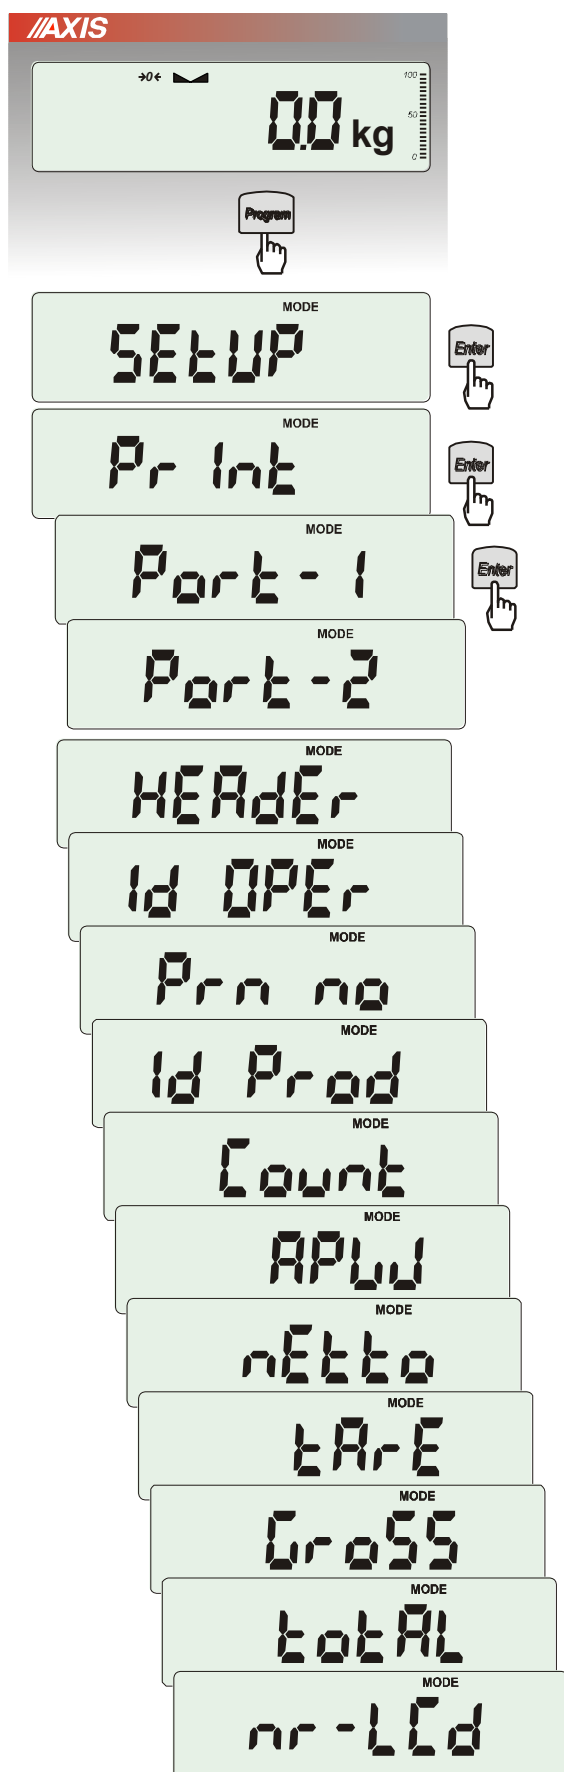 AXIS
→0← 100
0.0 kg 50
0
Program
MODE
SEtUP
Enter
MODE
PrInt
Enter
MODE
Port-1
Enter
MODE
Port-2
MODE
HEAdEr
MODE
Id OPEr
MODE
Prn no
MODE
Id Prod
MODE
Count
MODE
APW
MODE
nEtto
MODE
tArE
MODE
GroSS
MODE
totAL
MODE
nr-LCd